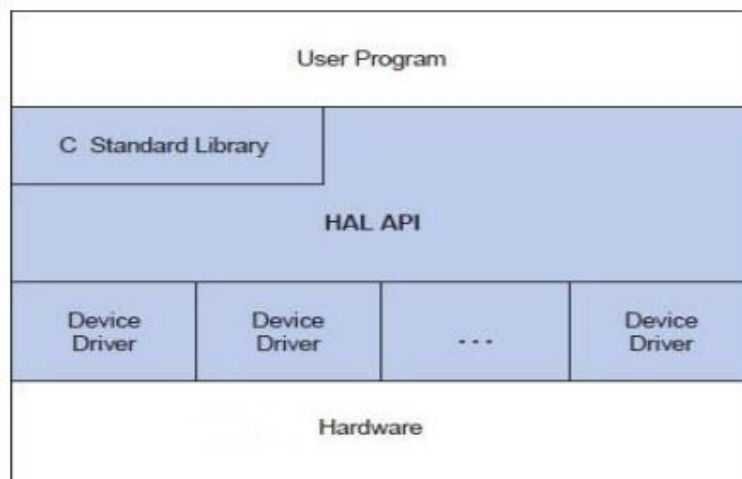 User Program
C Standard Library
HAL API
Device
Driver
Device
Driver
...
Device
Driver
Hardware